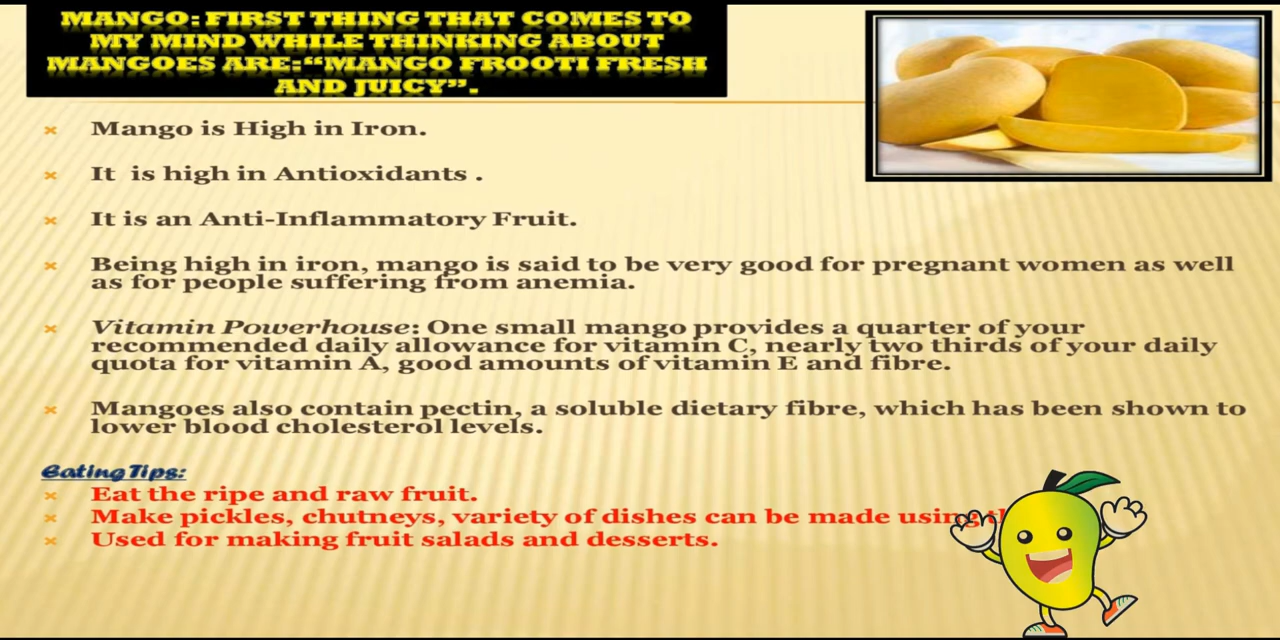 MANGO: FIRST THING THAT COMES TO
MY MIND WHILE THINKING ABOUT
MANGOES ARE:"MANGO FROOTI FRESH
AND JUICY".
Mango is High in Iron.
It is high in Antioxidants .
It is an Anti-Inflammatory Fruit.
Being high in iron, mango is said to be very good for pregnant women as well
as for people suffering from anemia.
Vitamin Powerhouse: One small mango provides a quarter of your
recommended daily allowance for vitamin C, nearly two thirds of your daily
quota for vitamin A, good amounts of vitamin E and fibre.
Mangoes also contain pectin, a soluble dietary fibre, which has been shown to
lower blood cholesterol levels.
Eating Tips:
Eat the ripe and raw fruit.
Make pickles, chutneys, variety of dishes can be made using
Used for making fruit salads and desserts.